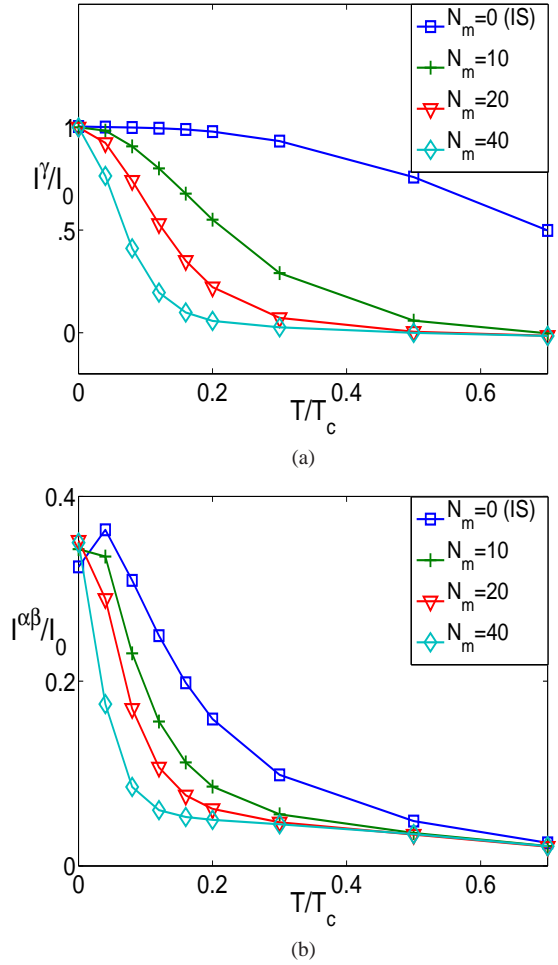 N_m=0 (IS)
N_m=10
N_m=20
N_m=40
1
.5
0
I^γ/I_0
0
0.2
0.4
0.6
T/T_c
(a)
N_m=0 (IS)
N_m=10
N_m=20
N_m=40
0.4
0.2
0
I^{αβ}/I_0
0
0.2
0.4
0.6
T/T_c
(b)